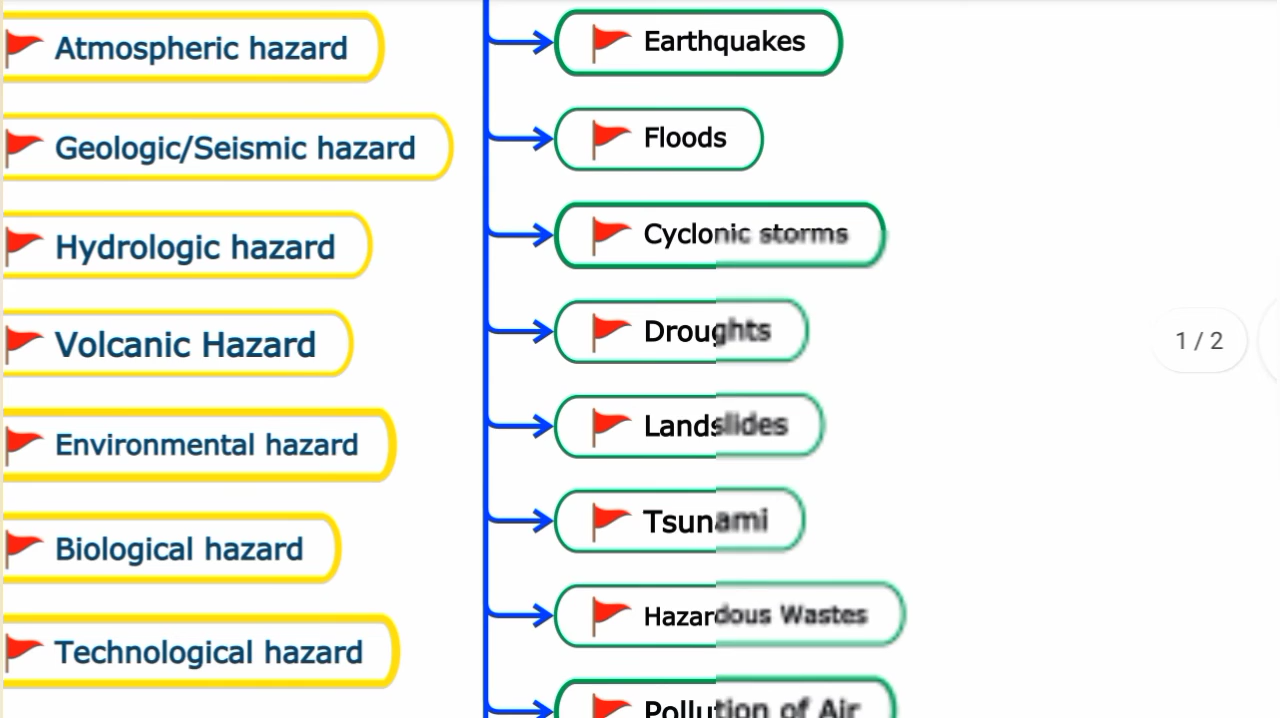 Atmospheric hazard
Geologic/Seismic hazard
Hydrologic hazard
Volcanic Hazard
Environmental hazard
Biological hazard
Technological hazard
Earthquakes
Floods
Cyclonic storms
Droughts
Landslides
Tsunami
Hazardous Wastes
Pollution of Air
1 / 2